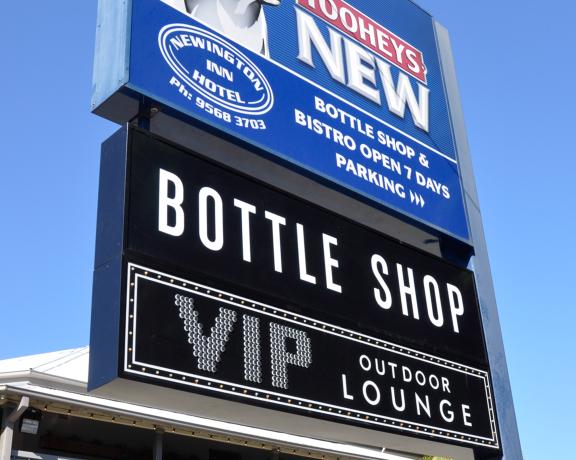 TOOHEYS
NEW
NEWINGTON
INN
HOTEL
Ph: 9568 3703
BOTTLE SHOP &
BISTRO OPEN 7 DAYS
PARKING
BOTTLE SHOP
VIP
OUTDOOR
LOUNGE